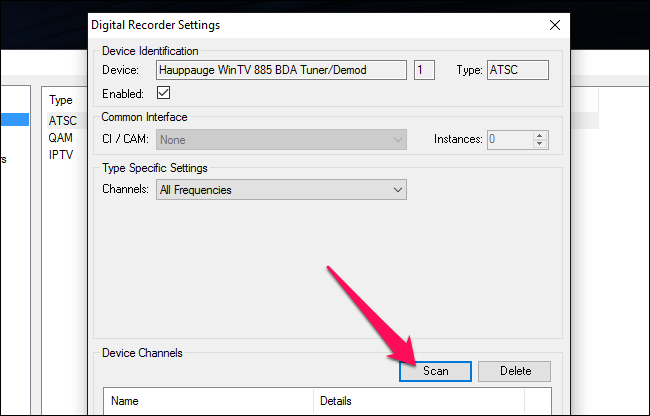 Digital Recorder Settings
Device Identification
Device: Hauppauge WinTV 885 BDA Tuner/Demod 1 Type: ATSC
Enabled:
Common Interface
CI / CAM: None Instances: 0
Type Specific Settings
Channels: All Frequencies
Device Channels
Scan Delete
Name Details
Type
ATSC
QAM
IPTV